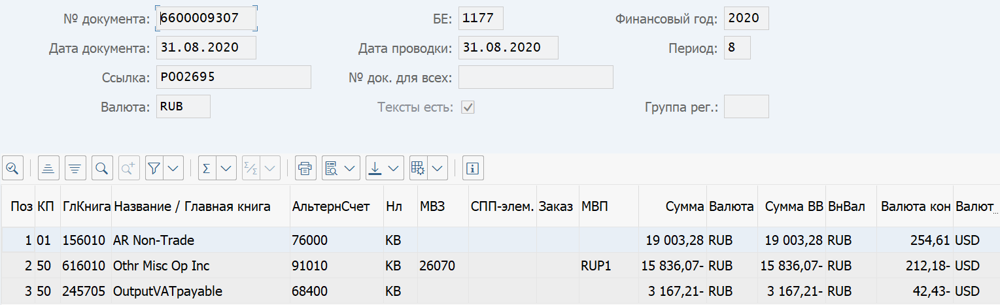 № документа: 6600009307 БЕ: 1177 Финансовый год: 2020
Дата документа: 31.08.2020 Дата проводки: 31.08.2020 Период: 8
Ссылка: P002695 № док. для всех:
Валюта: RUB Тексты есть: Группа рег.:
Поз КП ГлКнига Название / Главная книга АльтернСчет Нл МВЗ СПП-элем. Заказ МВП Сумма Валюта Сумма ВВ ВнВал Валюта кон Валют...
1 01 156010 AR Non-Trade 76000 KB 19 003,28 RUB 19 003,28 RUB 254,61 USD
2 50 616010 Othr Misc Op Inc 91010 KB 26070 RUP1 15 836,07- RUB 15 836,07- RUB 212,18- USD
3 50 245705 OutputVATpayable 68400 KB 3 167,21- RUB 3 167,21- RUB 42,43- USD